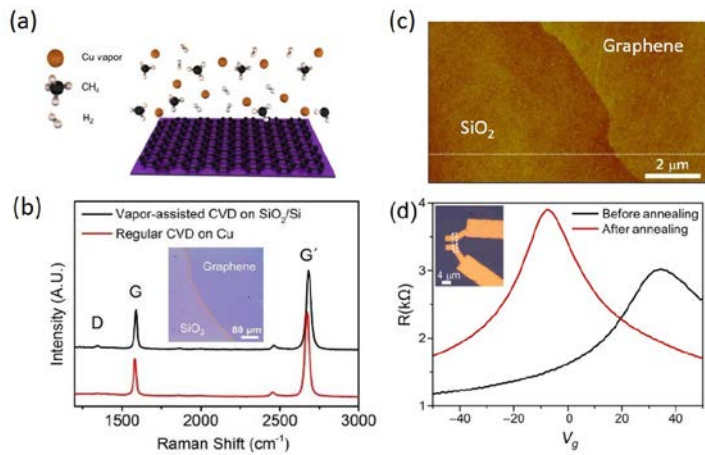 (a)
Cu vapor
CH₄
H₂
(b)
Vapor-assisted CVD on SiO₂/Si
Regular CVD on Cu
Graphene
SiO₂
80 μm
D
G
G´
Intensity (A.U.)
1500
2000
2500
3000
Raman Shift (cm⁻¹)
(c)
Graphene
SiO₂
2 μm
(d)
Before annealing
After annealing
4 μm
R(kΩ)
4
3
2
1
−40
−20
0
20
40
V_g